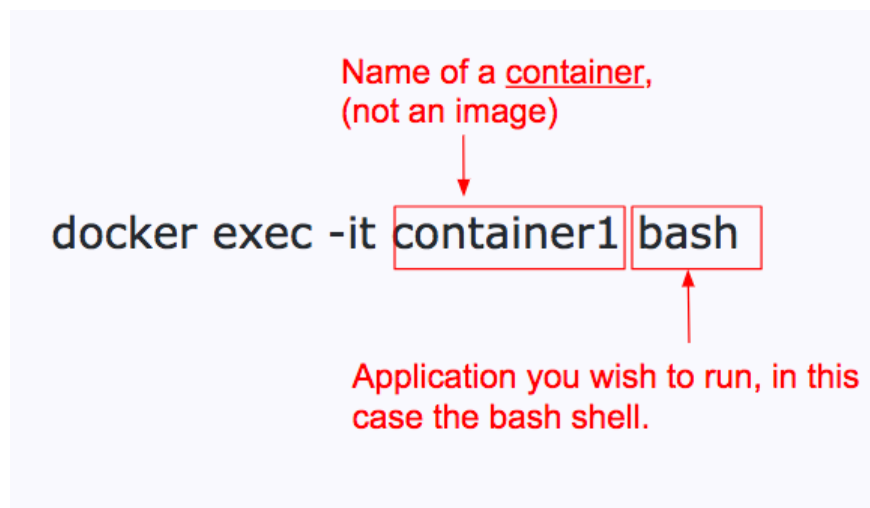 Name of a container,
(not an image)
docker exec -it container1 bash
Application you wish to run, in this
case the bash shell.